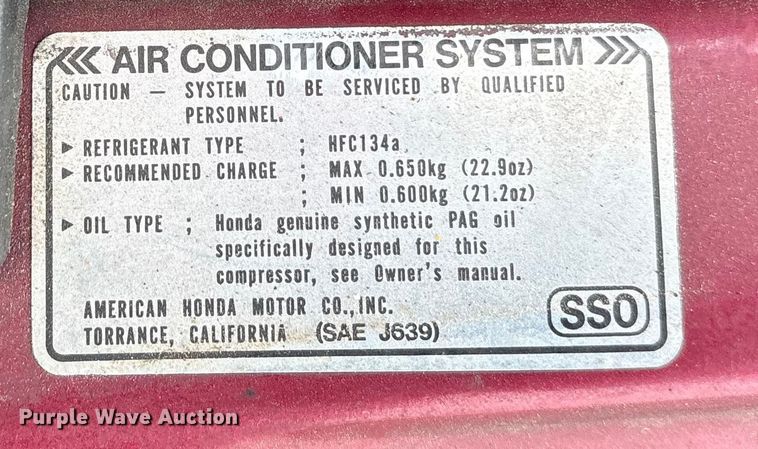 AIR CONDITIONER SYSTEM
CAUTION — SYSTEM TO BE SERVICED BY QUALIFIED
PERSONNEL.
▶ REFRIGERANT TYPE ; HFC134a
▶ RECOMMENDED CHARGE ; MAX 0.650kg (22.9oz)
; MIN 0.600kg (21.2oz)
▶ OIL TYPE ; Honda genuine synthetic PAG oil
specifically designed for this
compressor, see Owner's manual.
AMERICAN HONDA MOTOR CO., INC.
TORRANCE, CALIFORNIA (SAE J639)
SS0
Purple Wave Auction